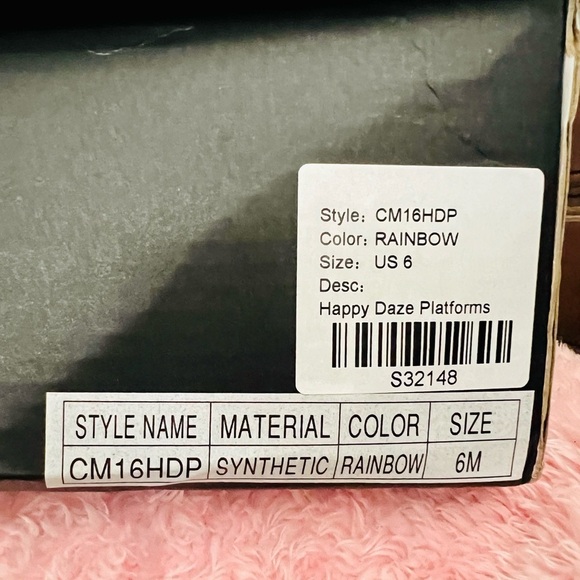 Style: CM16HDP
Color: RAINBOW
Size: US 6
Desc:
Happy Daze Platforms
S32148
STYLE NAME MATERIAL COLOR SIZE
CM16HDP SYNTHETIC RAINBOW 6M